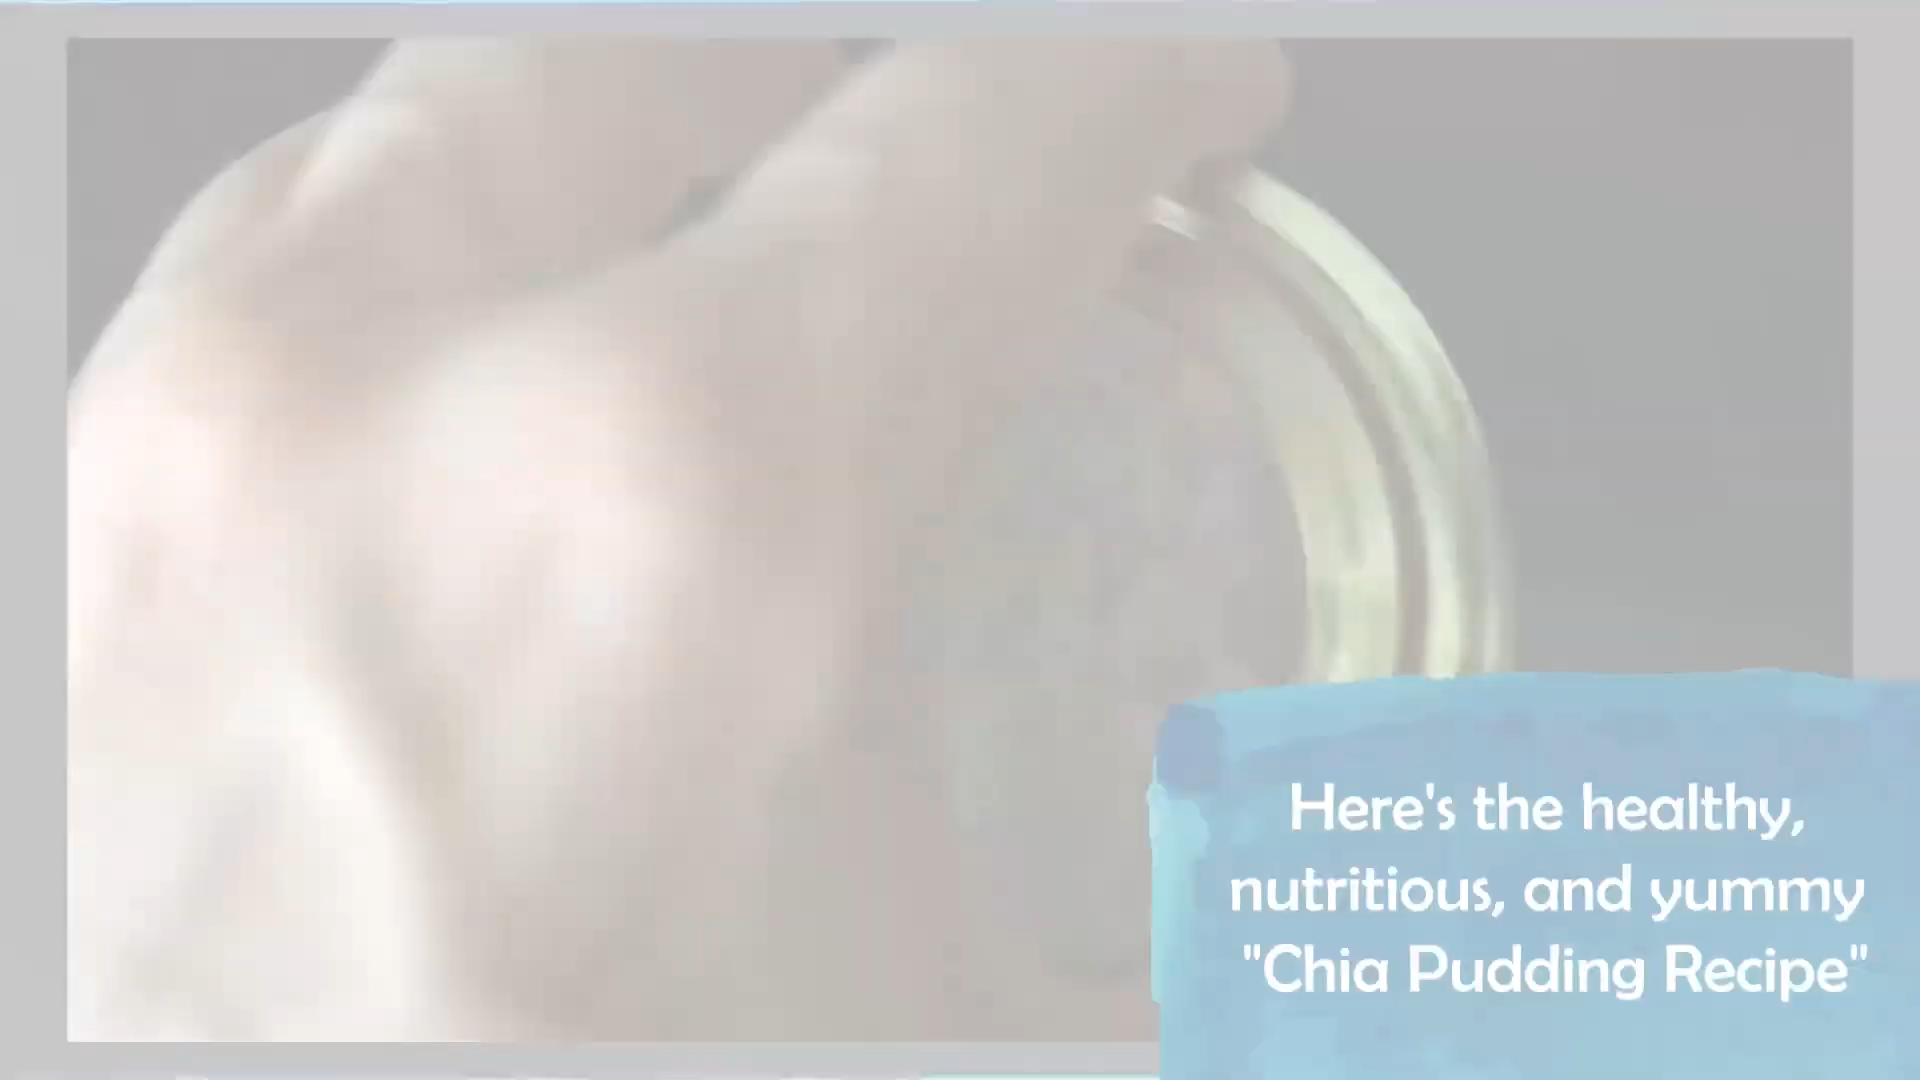 Here's the healthy,
nutritious, and yummy
"Chia Pudding Recipe"